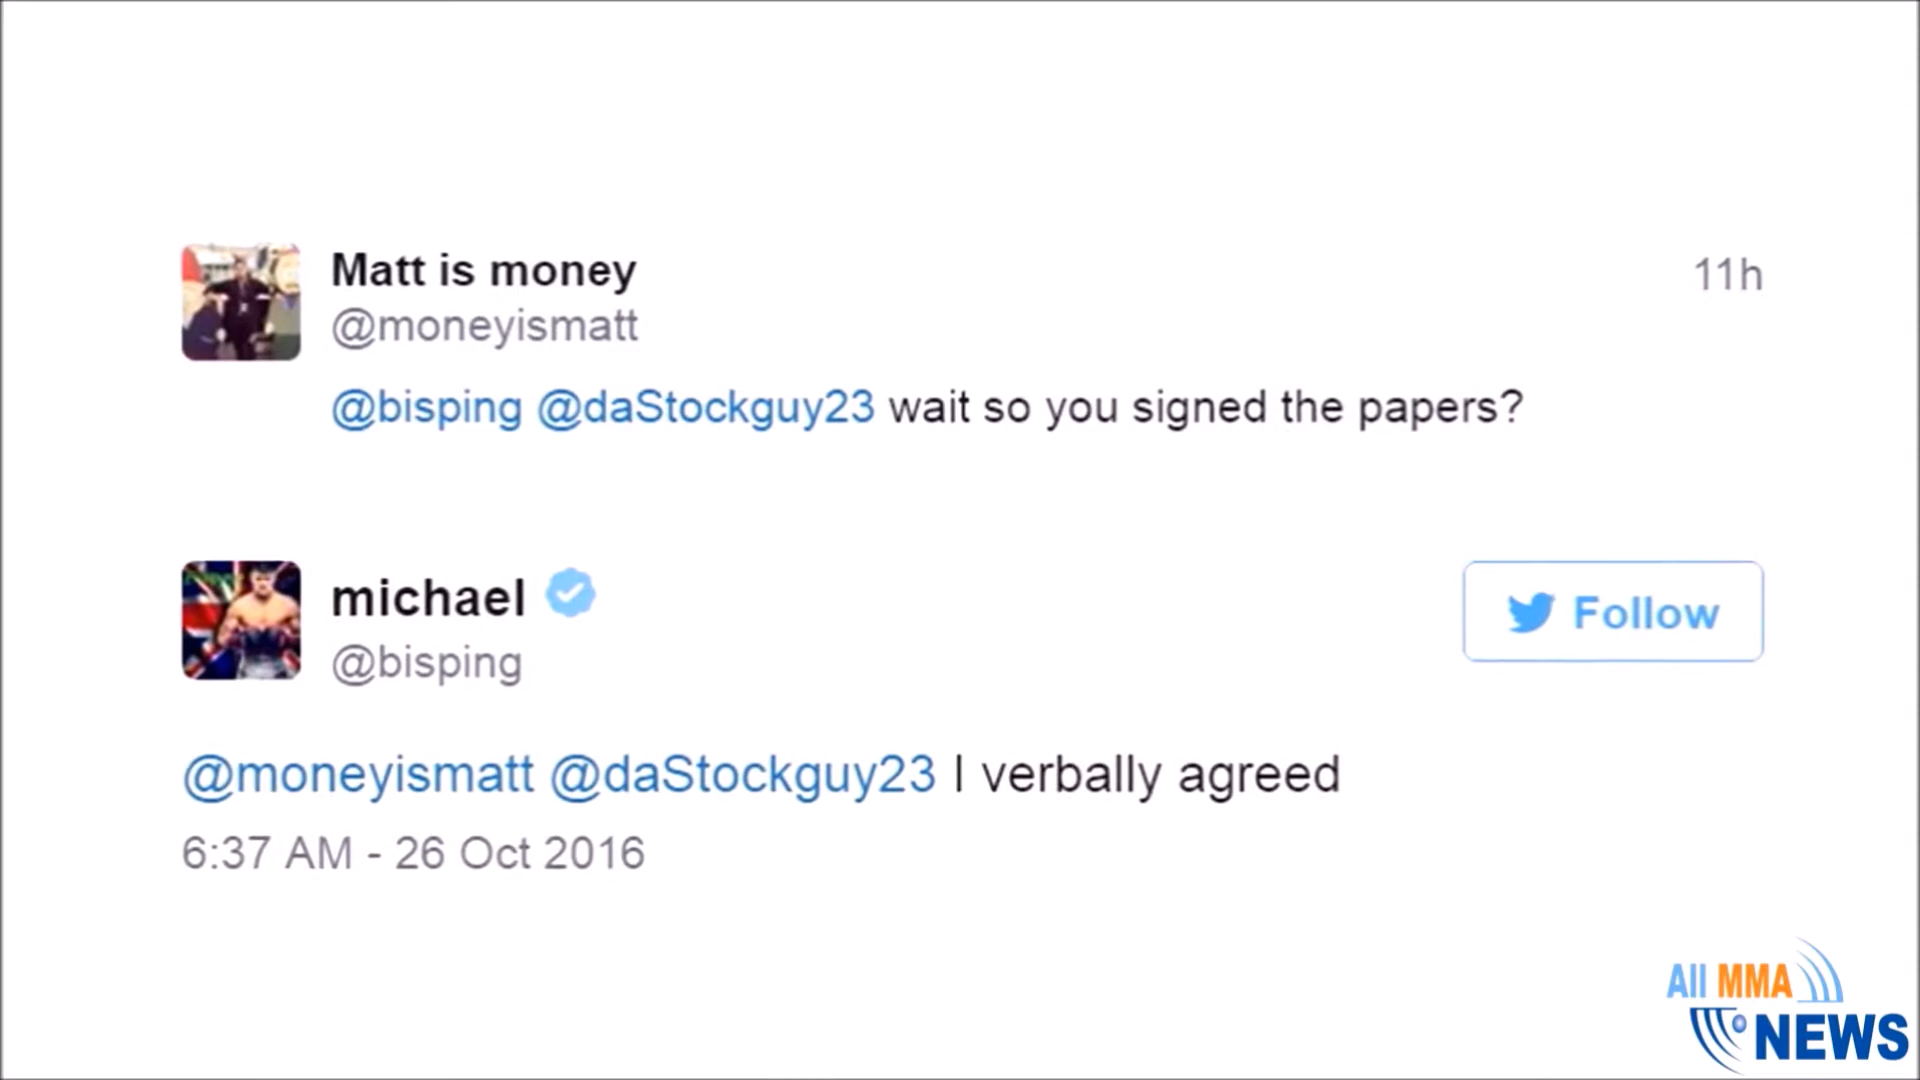 Matt is money
11h
@moneyismatt
@bisping @daStockguy23 wait so you signed the papers?
michael
Follow
@bisping
@moneyismatt @daStockguy23 I verbally agreed
6:37 AM - 26 Oct 2016
All MMA
NEWS